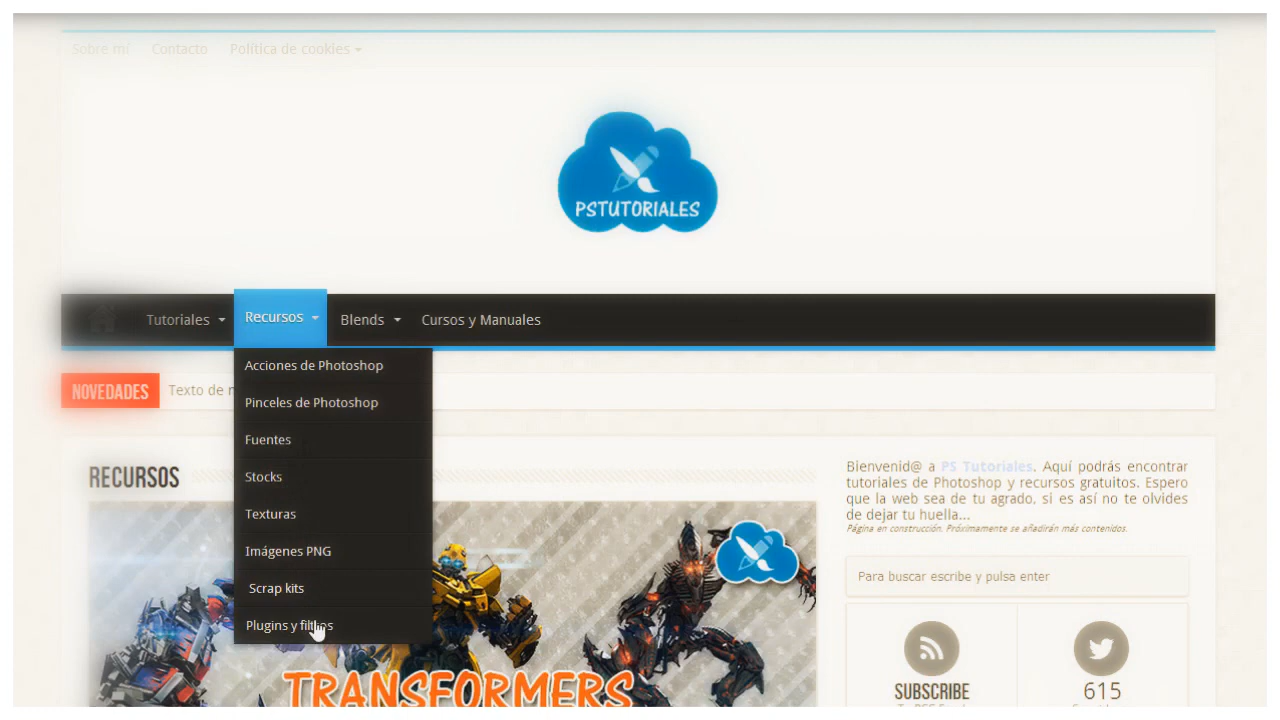 Sobre mí Contacto Política de cookies
PSTUTORIALES
Tutoriales Recursos Blends Cursos y Manuales
Acciones de Photoshop
NOVEDADES Texto de
Pinceles de Photoshop
Fuentes
RECURSOS
Stocks
Texturas
Imágenes PNG
Scrap kits
Plugins y filtros
TRANSFORMERS
Bienvenid@ a PS Tutoriales. Aquí podrás encontrar
tutoriales de Photoshop y recursos gratuitos. Espero
que la web sea de tu agrado, si es así no te olvides
de dejar tu huella...
Página en construcción. Próximamente se añadirán más contenidos.
Para buscar escribe y pulsa enter
SUBSCRIBE
615